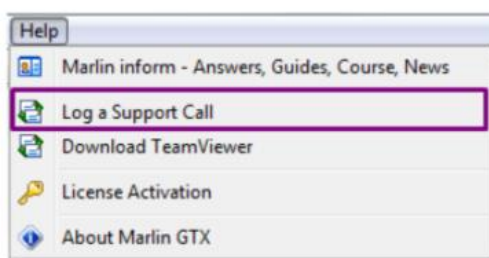 Help
Marlin inform - Answers, Guides, Course, News
Log a Support Call
Download TeamViewer
License Activation
About Marlin GTX